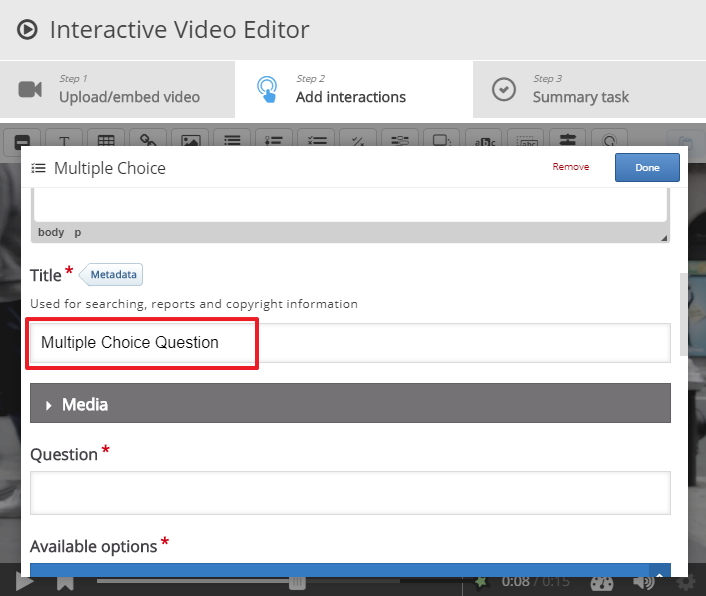 Interactive Video Editor
Step 1
Upload/embed video
Step 2
Add interactions
Step 3
Summary task
T
abc
abc
Multiple Choice
Remove
Done
body p
Title * Metadata
Used for searching, reports and copyright information
Multiple Choice Question
Media
Question *
Available options *
0:08 / 0:15